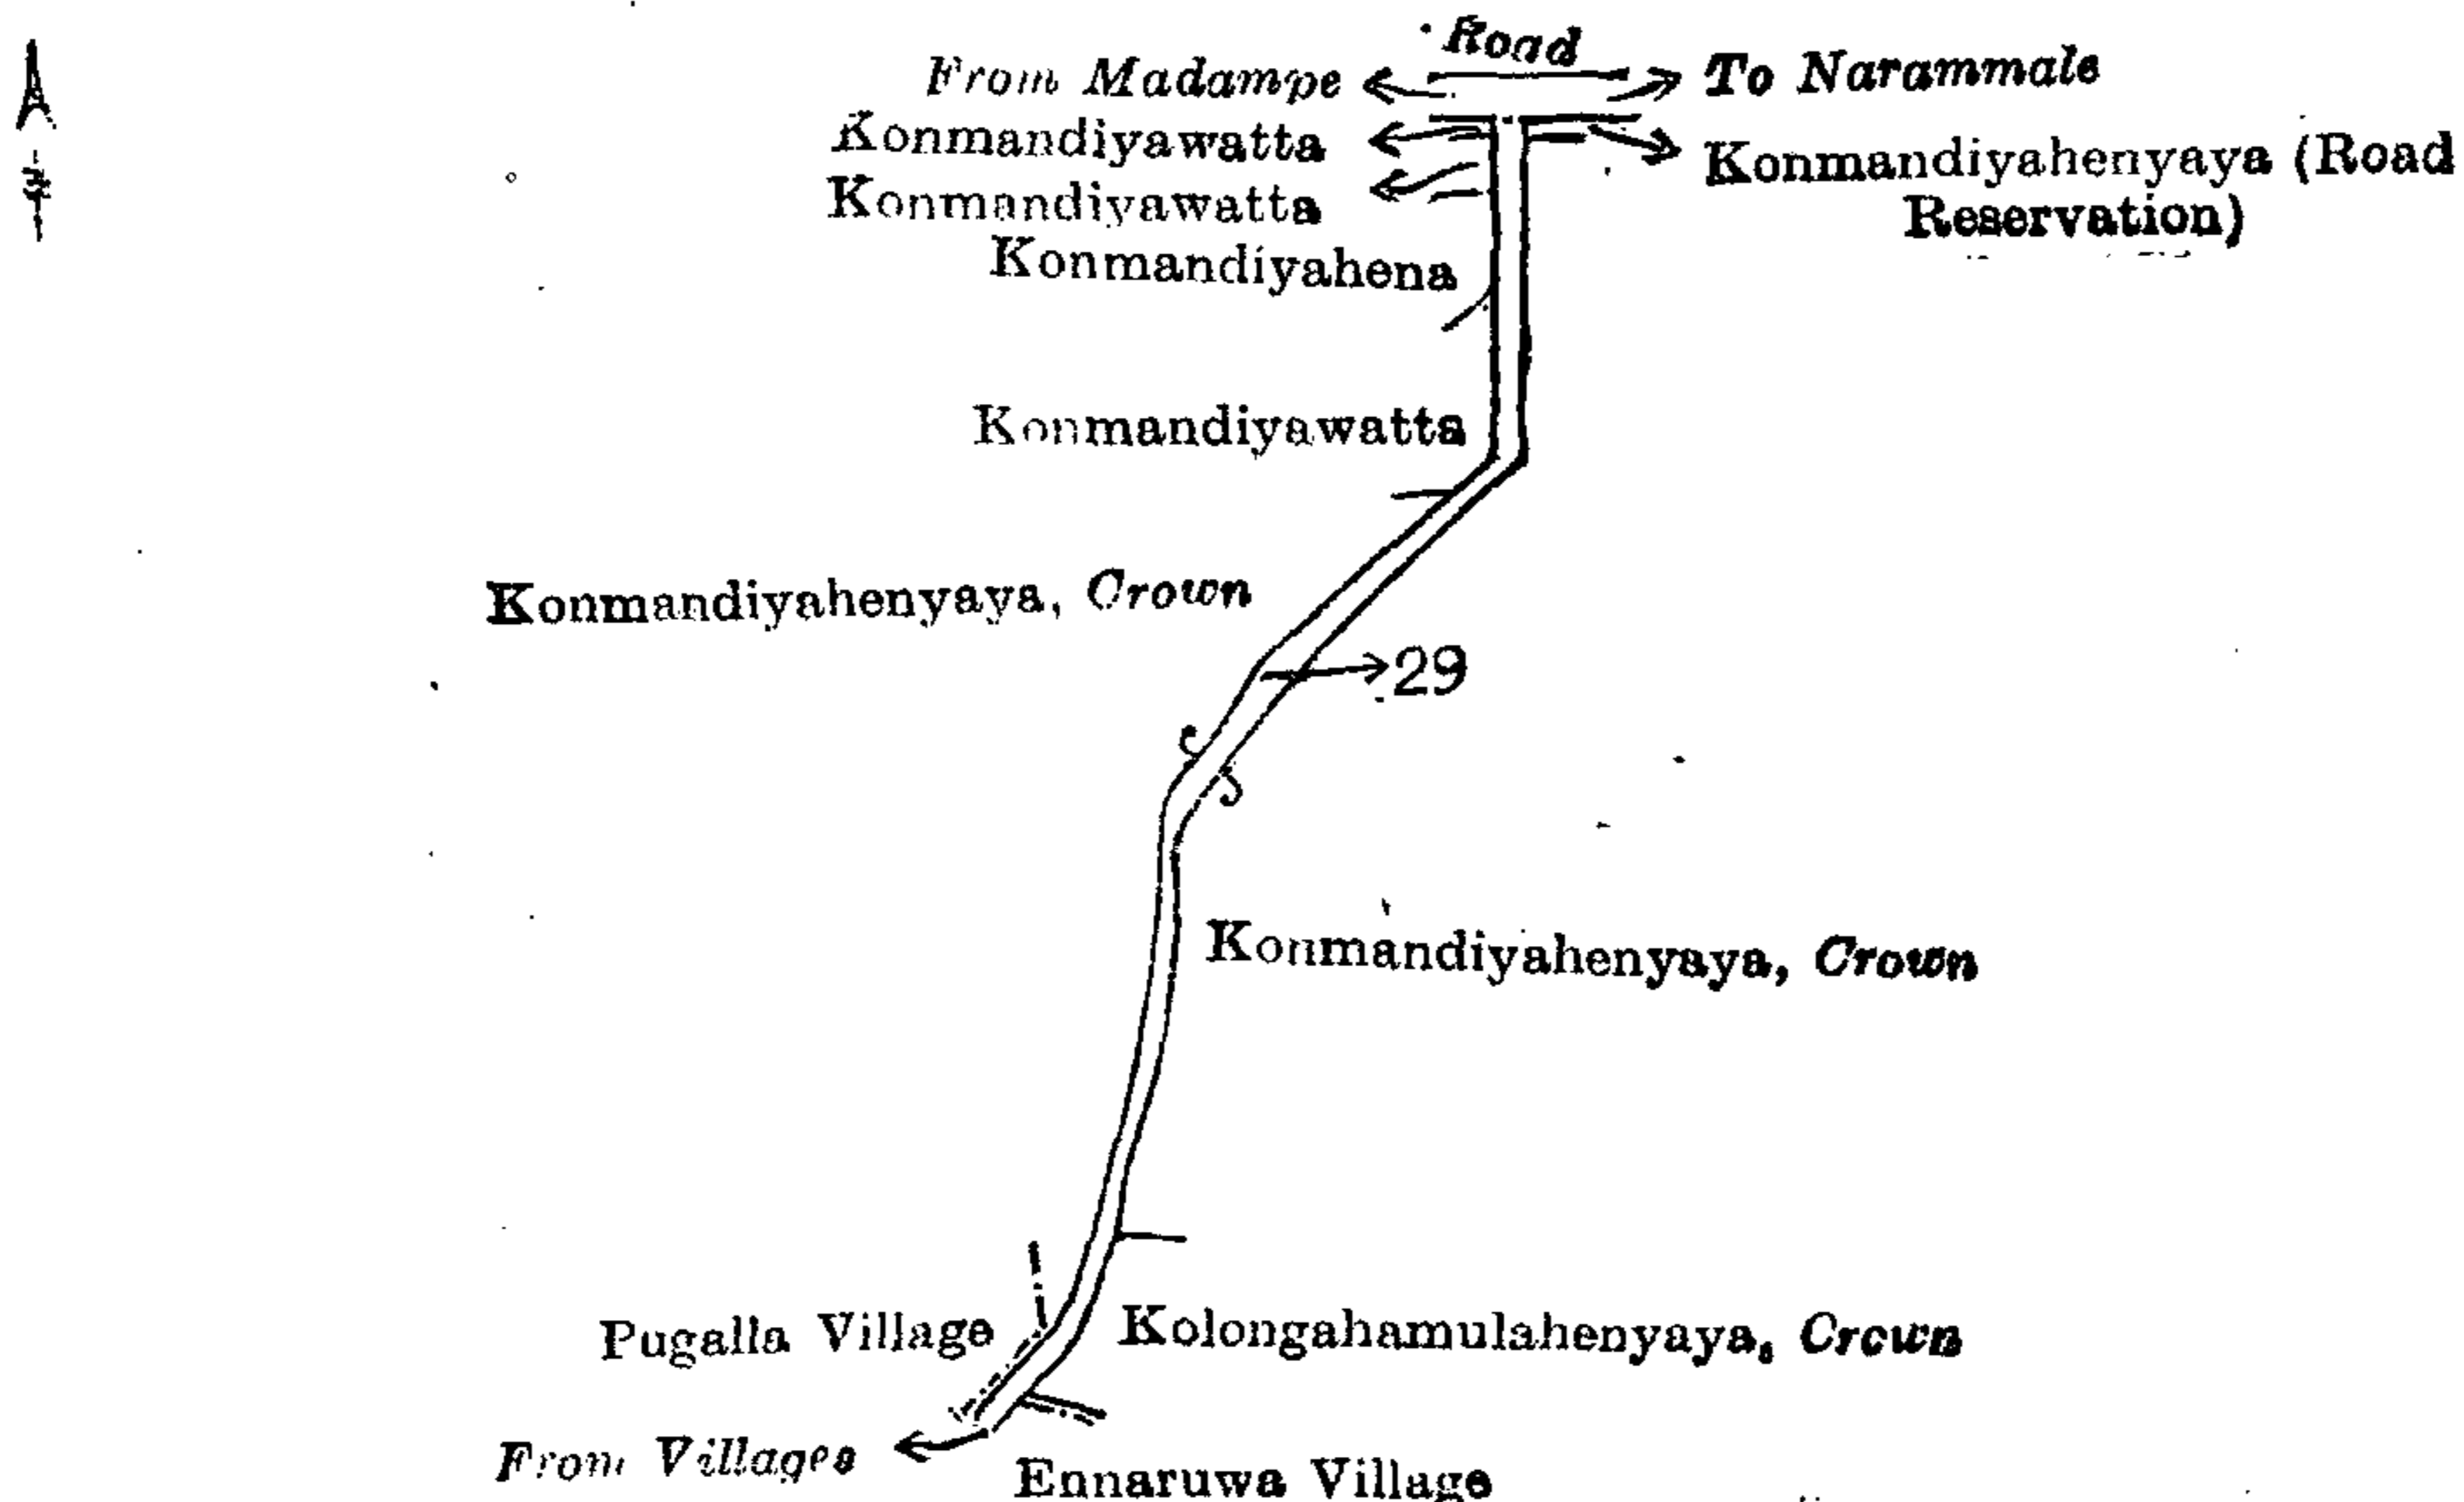 Road
From Madampe
To Narammale
Konmandiyawatta
Konmandiyahenyaya (Road
Reservation)
Konmandiyawatta
Konmandiyahena
Konmandiyawatta
Konmandiyahenyaya, Crown
29
Konmandiyahenyaya, Crown
Pugalla Village
Kolongahamulahenyaya, Crown
From Villages
Ennaruwa Village